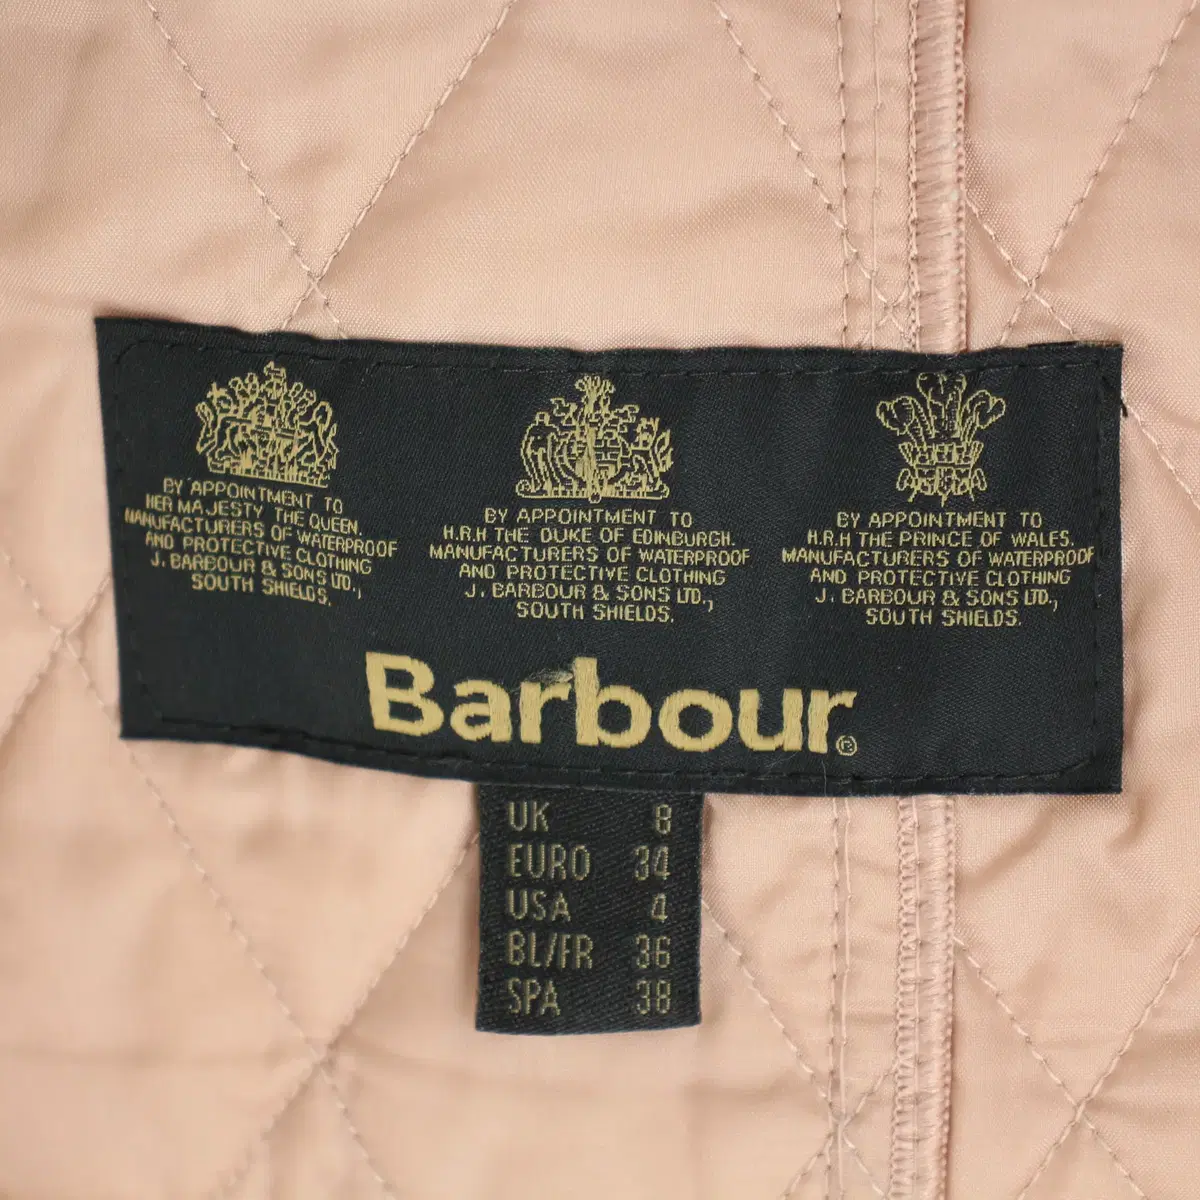 BY APPOINTMENT TO
HER MAJESTY THE QUEEN.
MANUFACTURERS OF WATERPROOF
AND PROTECTIVE CLOTHING
J. BARBOUR & SONS LTD.,
SOUTH SHIELDS.
BY APPOINTMENT TO
H.R.H THE DUKE OF EDINBURGH.
MANUFACTURERS OF WATERPROOF
AND PROTECTIVE CLOTHING
J. BARBOUR & SONS LTD.,
SOUTH SHIELDS.
BY APPOINTMENT TO
H.R.H THE PRINCE OF WALES.
MANUFACTURERS OF WATERPROOF
AND PROTECTIVE CLOTHING
J. BARBOUR & SONS LTD.,
SOUTH SHIELDS.
Barbour®
UK 8
EURO 34
USA 4
BL/FR 36
SPA 38